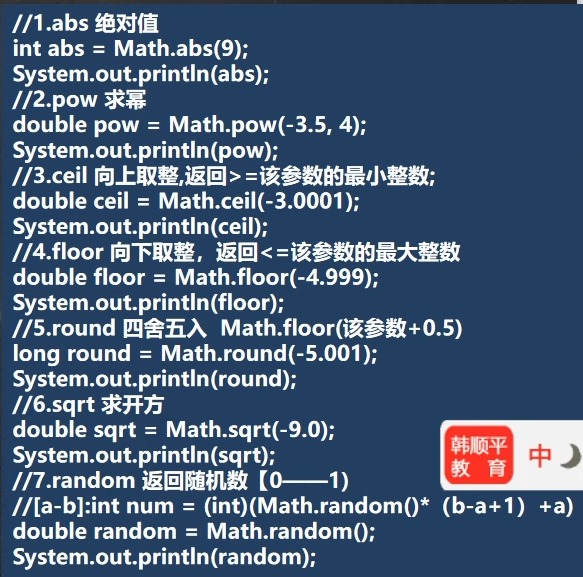 //1.abs 绝对值
int abs = Math.abs(9);
System.out.println(abs);
//2.pow 求幂
double pow = Math.pow(-3.5, 4);
System.out.println(pow);
//3.ceil 向上取整,返回>=该参数的最小整数;
double ceil = Math.ceil(-3.0001);
System.out.println(ceil);
//4.floor 向下取整，返回<=该参数的最大整数
double floor = Math.floor(-4.999);
System.out.println(floor);
//5.round 四舍五入  Math.floor(该参数+0.5)
long round = Math.round(-5.001);
System.out.println(round);
//6.sqrt 求开方
double sqrt = Math.sqrt(-9.0);
System.out.println(sqrt);
//7.random 返回随机数【0——1)
//[a-b]:int num = (int)(Math.random()*（b-a+1）+a)
double random = Math.random();
System.out.println(random);
韩顺平
教育
中